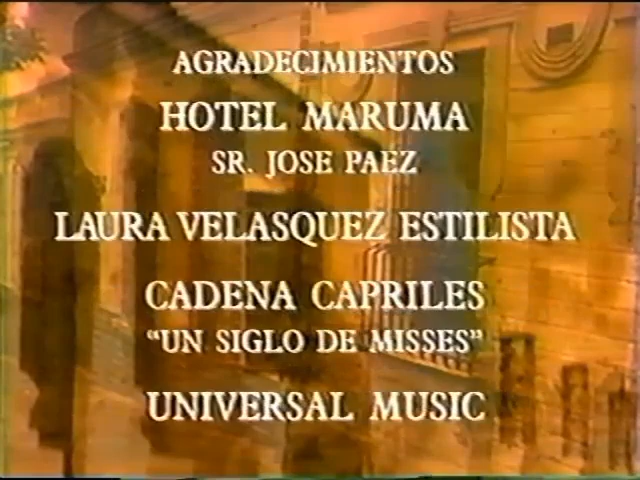 AGRADECIMIENTOS
HOTEL MARUMA
SR. JOSE PAEZ
LAURA VELASQUEZ ESTILISTA
CADENA CAPRILES
“UN SIGLO DE MISSES”
UNIVERSAL MUSIC